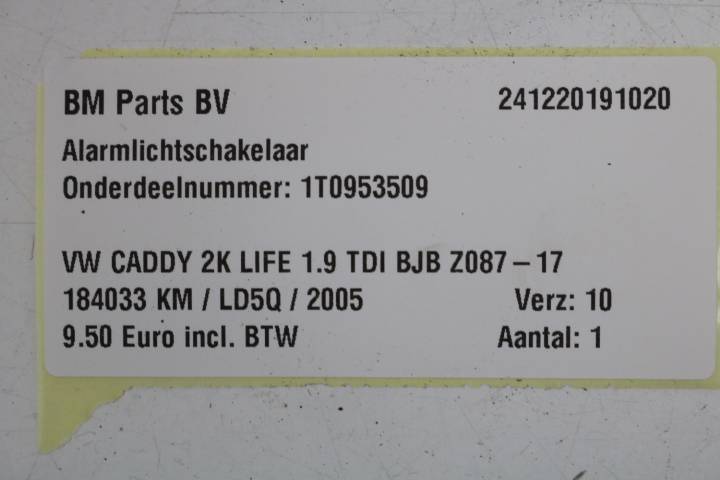 BM Parts BV 241220191020
Alarmlichtschakelaar
Onderdeelnummer: 1T0953509
VW CADDY 2K LIFE 1.9 TDI BJB Z087 – 17
184033 KM / LD5Q / 2005 Verz: 10
9.50 Euro incl. BTW Aantal: 1